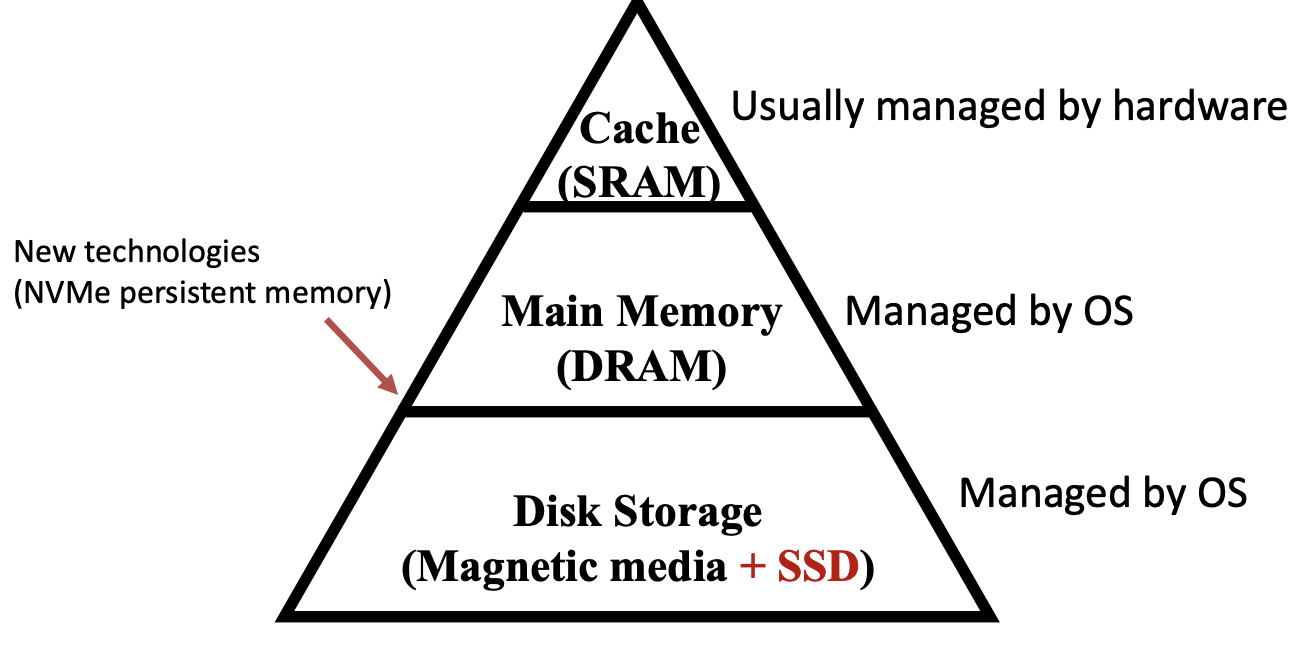 Usually managed by hardware
Cache
(SRAM)
New technologies
(NVMe persistent memory)
Main Memory
(DRAM)
Managed by OS
Managed by OS
Disk Storage
(Magnetic media + SSD)